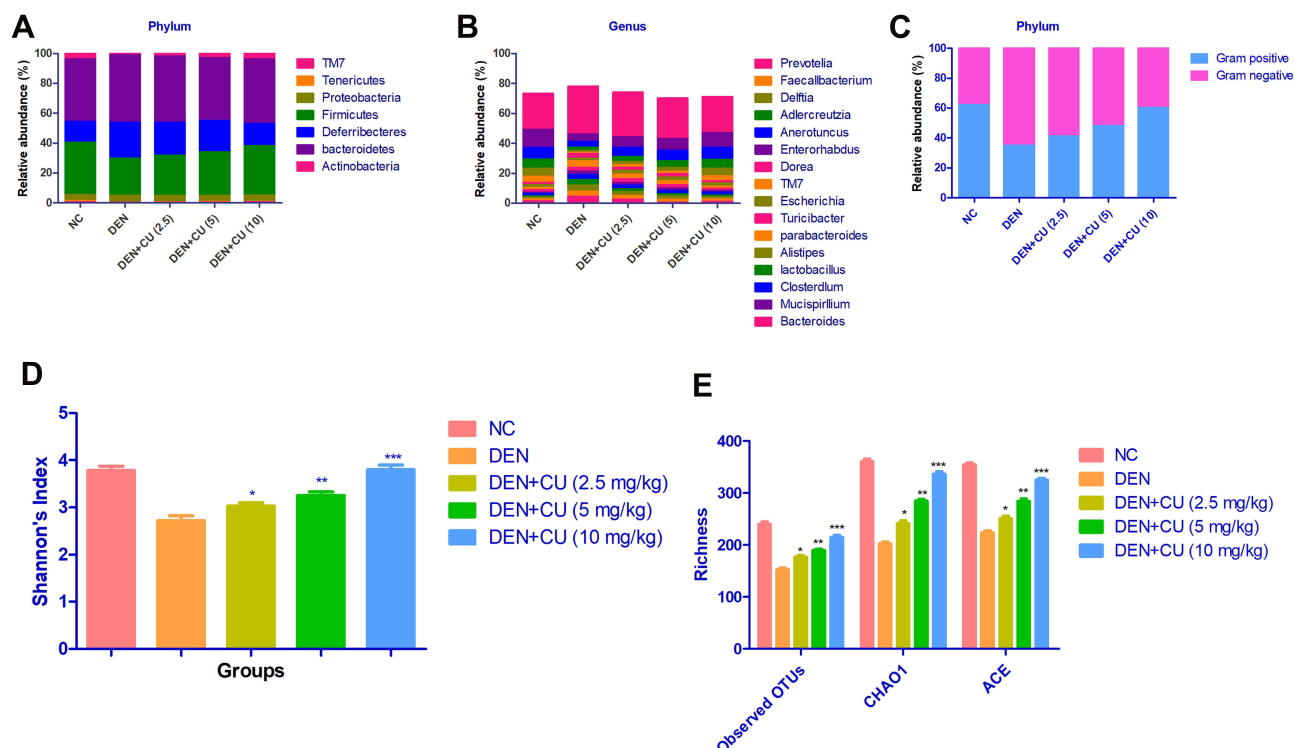 A
Phylum
Relative abundance (%)
100
80
60
40
20
0
NC
DEN
DEN+CU (2.5)
DEN+CU (5)
DEN+CU (10)
TM7
Tenericutes
Proteobacteria
Firmicutes
Deferribecteres
bacteroidetes
Actinobacteria
B
Genus
Relative abundance (%)
100
80
60
40
20
0
NC
DEN
DEN+CU (2.5)
DEN+CU (5)
DEN+CU (10)
Prevotelia
Faecallbacterium
Delftia
Adlercreutzia
Anerotuncus
Enterorhabdus
Dorea
TM7
Escherichia
Turicibacter
parabacteroides
Alistipes
lactobacillus
Closterdlum
Mucispirllium
Bacteroides
C
Phylum
Relative abundance (%)
100
80
60
40
20
0
NC
DEN
DEN+CU (2.5)
DEN+CU (5)
DEN+CU (10)
Gram positive
Gram negative
D
Shannon's Index
5
4
3
2
1
0
*
**
***
Groups
NC
DEN
DEN+CU (2.5 mg/kg)
DEN+CU (5 mg/kg)
DEN+CU (10 mg/kg)
E
Richness
400
300
200
100
0
*
**
***
*
**
***
*
**
***
Observed OTUs
CHAO1
ACE
NC
DEN
DEN+CU (2.5 mg/kg)
DEN+CU (5 mg/kg)
DEN+CU (10 mg/kg)